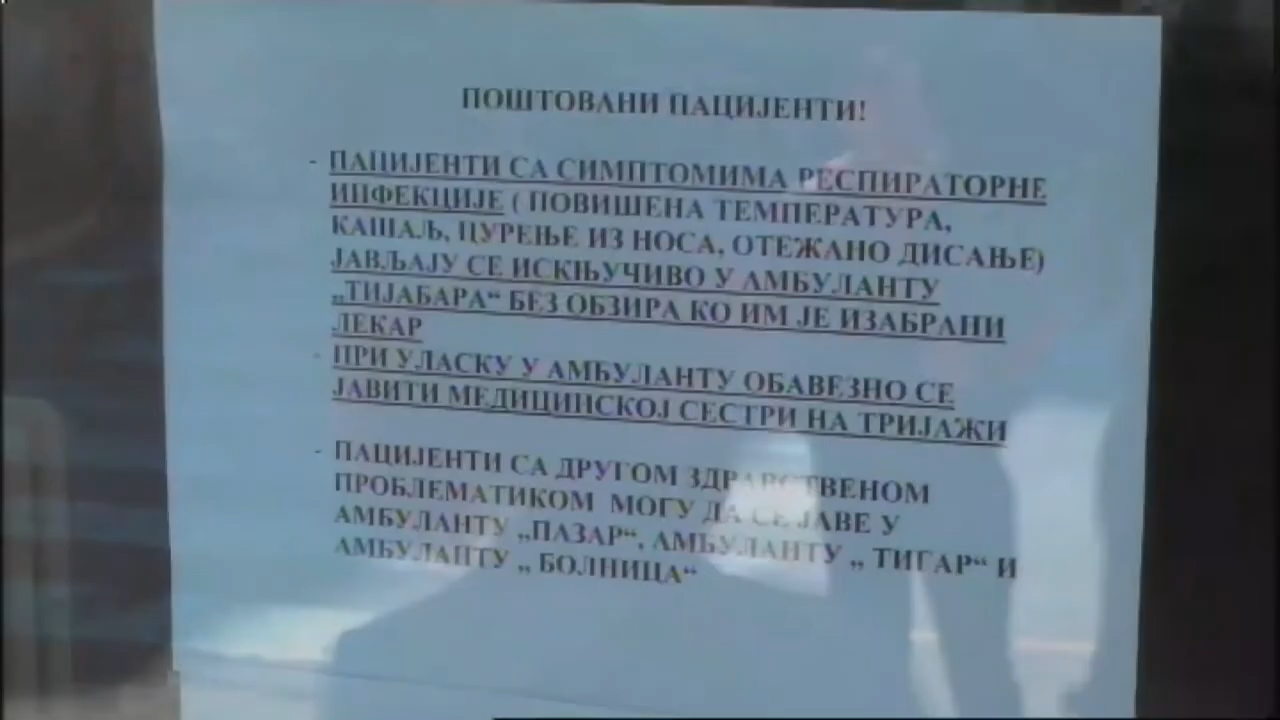 ПОШТОВАНИ ПАЦИЈЕНТИ!
- ПАЦИЈЕНТИ СА СИМПТОМИМА РЕСПИРАТОРНЕ
ИНФЕКЦИЈЕ ( ПОВИШЕНА ТЕМПЕРАТУРА,
КАШАЉ, ЦУРЕЊЕ ИЗ НОСА, ОТЕЖАНО ДИСАЊЕ)
ЈАВЉАЈУ СЕ ИСКЊУЧИВО У АМБУЛАНТУ
„ТИЈАБАРА“ БЕЗ ОБЗИРА КО ИМ ЈЕ ИЗАБРАНИ
ЛЕКАР
- ПРИ УЛАСКУ У АМБУЛАНТУ ОБАВЕЗНО СЕ
ЈАВИТИ МЕДИЦИНСКОЈ СЕСТРИ НА ТРИЈАЖИ
- ПАЦИЈЕНТИ СА ДРУГОМ ЗДРАВСТВЕНОМ
ПРОБЛЕМАТИКОМ МОГУ ДА СЕ ЈАВЕ У
АМБУЛАНТУ „ПАЗАР“, АМБУЛАНТУ „ ТИГАР“ И
АМБУЛАНТУ „ БОЛНИЦА“